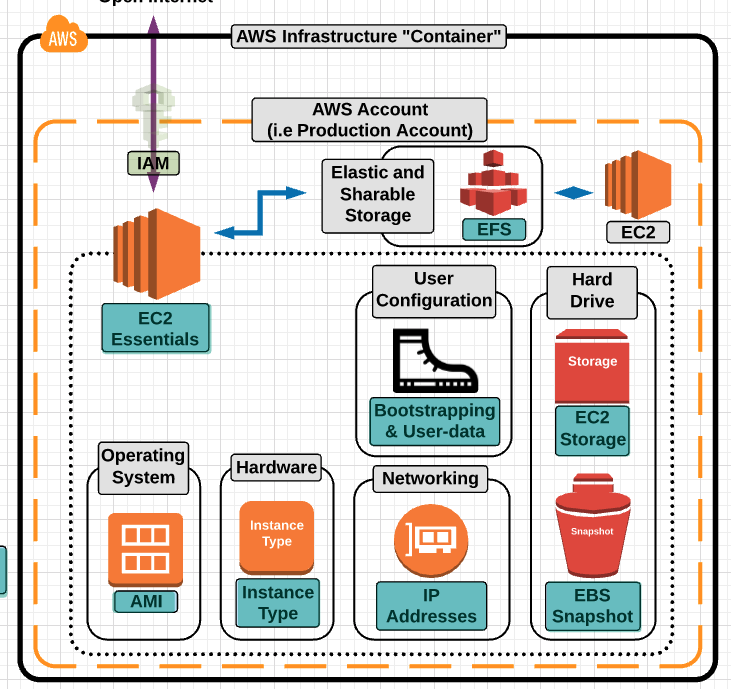 Open Internet
AWS
AWS Infrastructure "Container"
AWS Account
(i.e Production Account)
IAM
Elastic and
Sharable
Storage
EFS
EC2
EC2
Essentials
User
Configuration
Bootstrapping
& User-data
Hard
Drive
Storage
EC2
Storage
Snapshot
EBS
Snapshot
Operating
System
AMI
Hardware
Instance
Type
Instance
Type
Networking
IP
Addresses